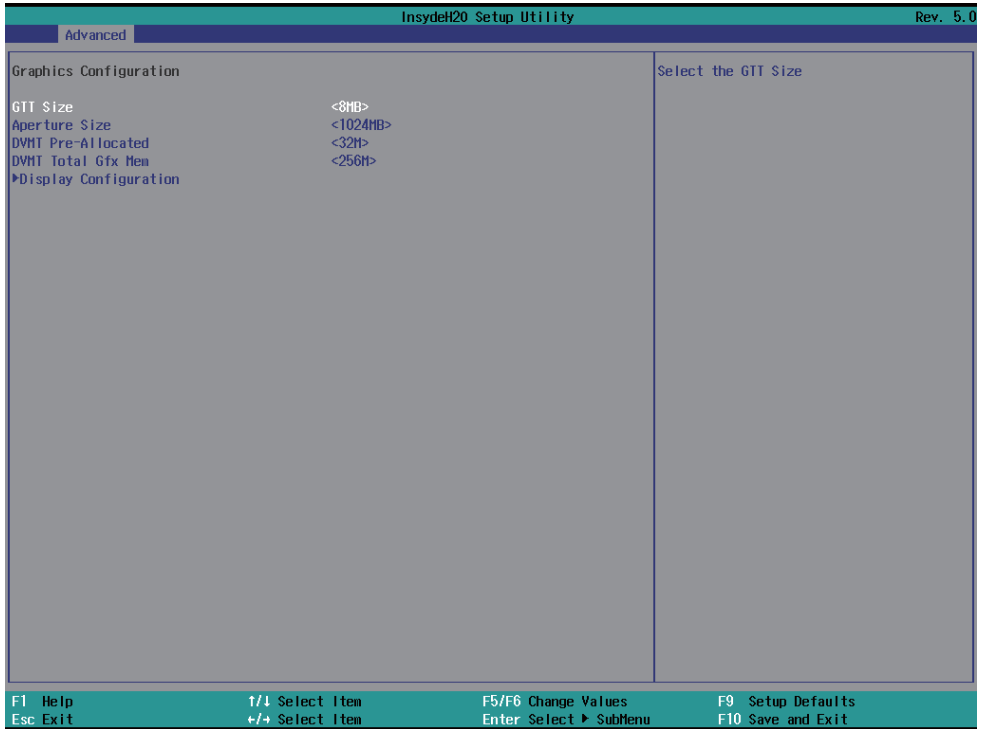 InsydeH20 Setup Utility Rev. 5.0
Advanced
Graphics Configuration
Select the GTT Size
GTT Size <8MB>
Aperture Size <1024MB>
DVMT Pre-Allocated <32M>
DVMT Total Gfx Mem <256M>
▶Display Configuration
F1 Help ↑/↓ Select Item F5/F6 Change Values F9 Setup Defaults
Esc Exit ←/→ Select Item Enter Select ▶ SubMenu F10 Save and Exit